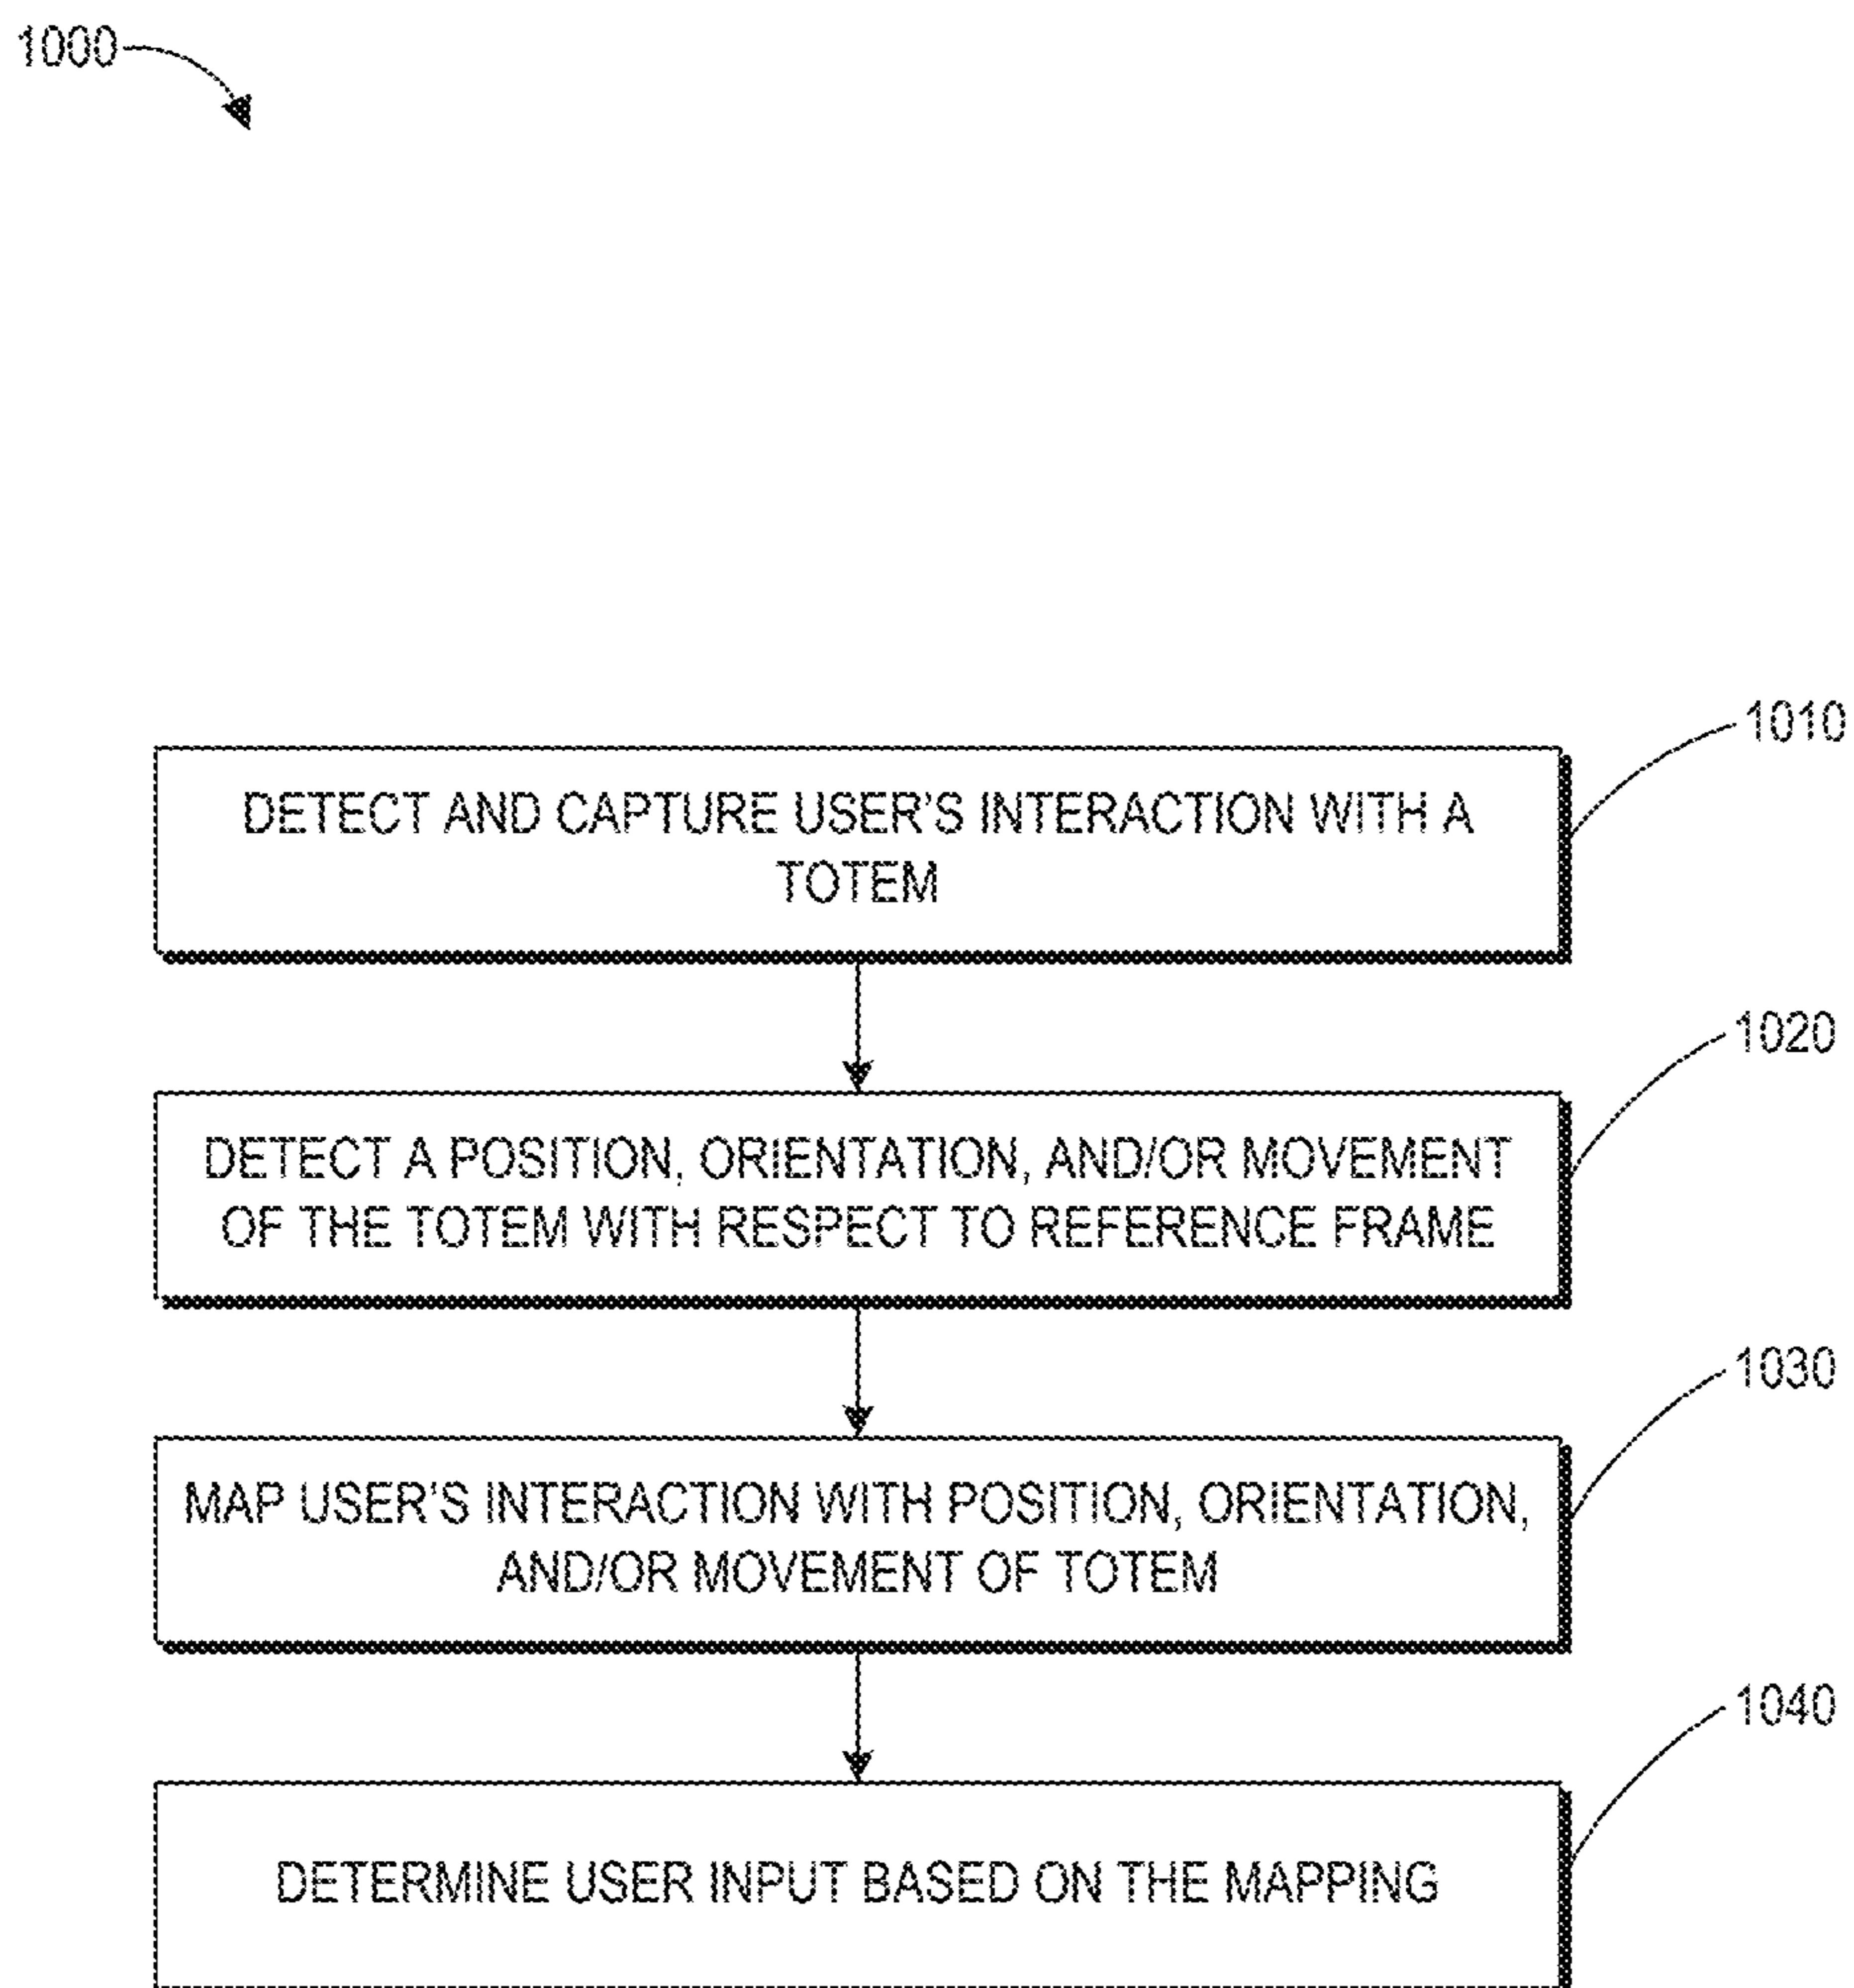 1000
1010
DETECT AND CAPTURE USER'S INTERACTION WITH A
TOTEM
1020
DETECT A POSITION, ORIENTATION, AND/OR MOVEMENT
OF THE TOTEM WITH RESPECT TO REFERENCE FRAME
1030
MAP USER'S INTERACTION WITH POSITION, ORIENTATION,
AND/OR MOVEMENT OF TOTEM
1040
DETERMINE USER INPUT BASED ON THE MAPPING